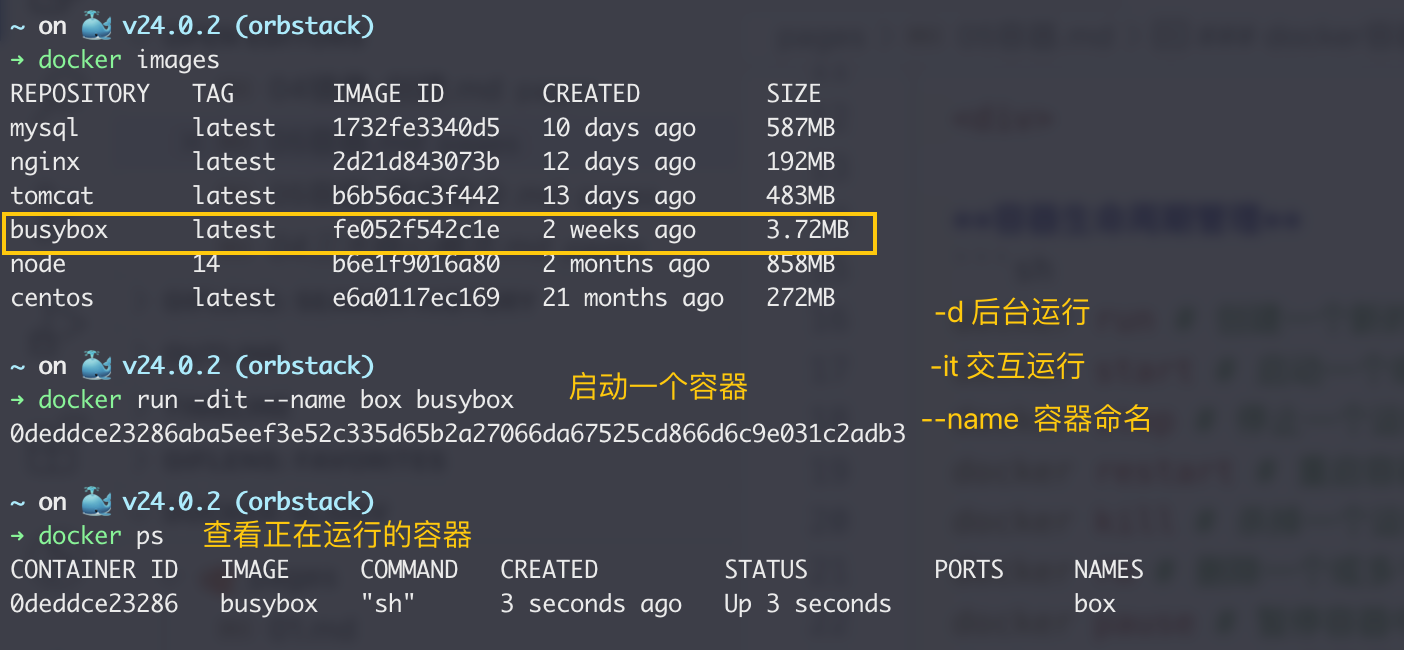 ~ on 🐳 v24.0.2 (orbstack)
→ docker images
REPOSITORY TAG IMAGE ID CREATED SIZE
mysql latest 1732fe3340d5 10 days ago 587MB
nginx latest 2d21d843073b 12 days ago 192MB
tomcat latest b6b56ac3f442 13 days ago 483MB
busybox latest fe052f542c1e 2 weeks ago 3.72MB
node 14 b6e1f9016a80 2 months ago 858MB
centos latest e6a0117ec169 21 months ago 272MB
-d 后台运行
~ on 🐳 v24.0.2 (orbstack)
-it 交互运行
→ docker run -dit --name box busybox 启动一个容器
--name 容器命名
0deddce23286aba5eef3e52c335d65b2a27066da67525cd866d6c9e031c2adb3
~ on 🐳 v24.0.2 (orbstack)
→ docker ps 查看正在运行的容器
CONTAINER ID IMAGE COMMAND CREATED STATUS PORTS NAMES
0deddce23286 busybox "sh" 3 seconds ago Up 3 seconds box